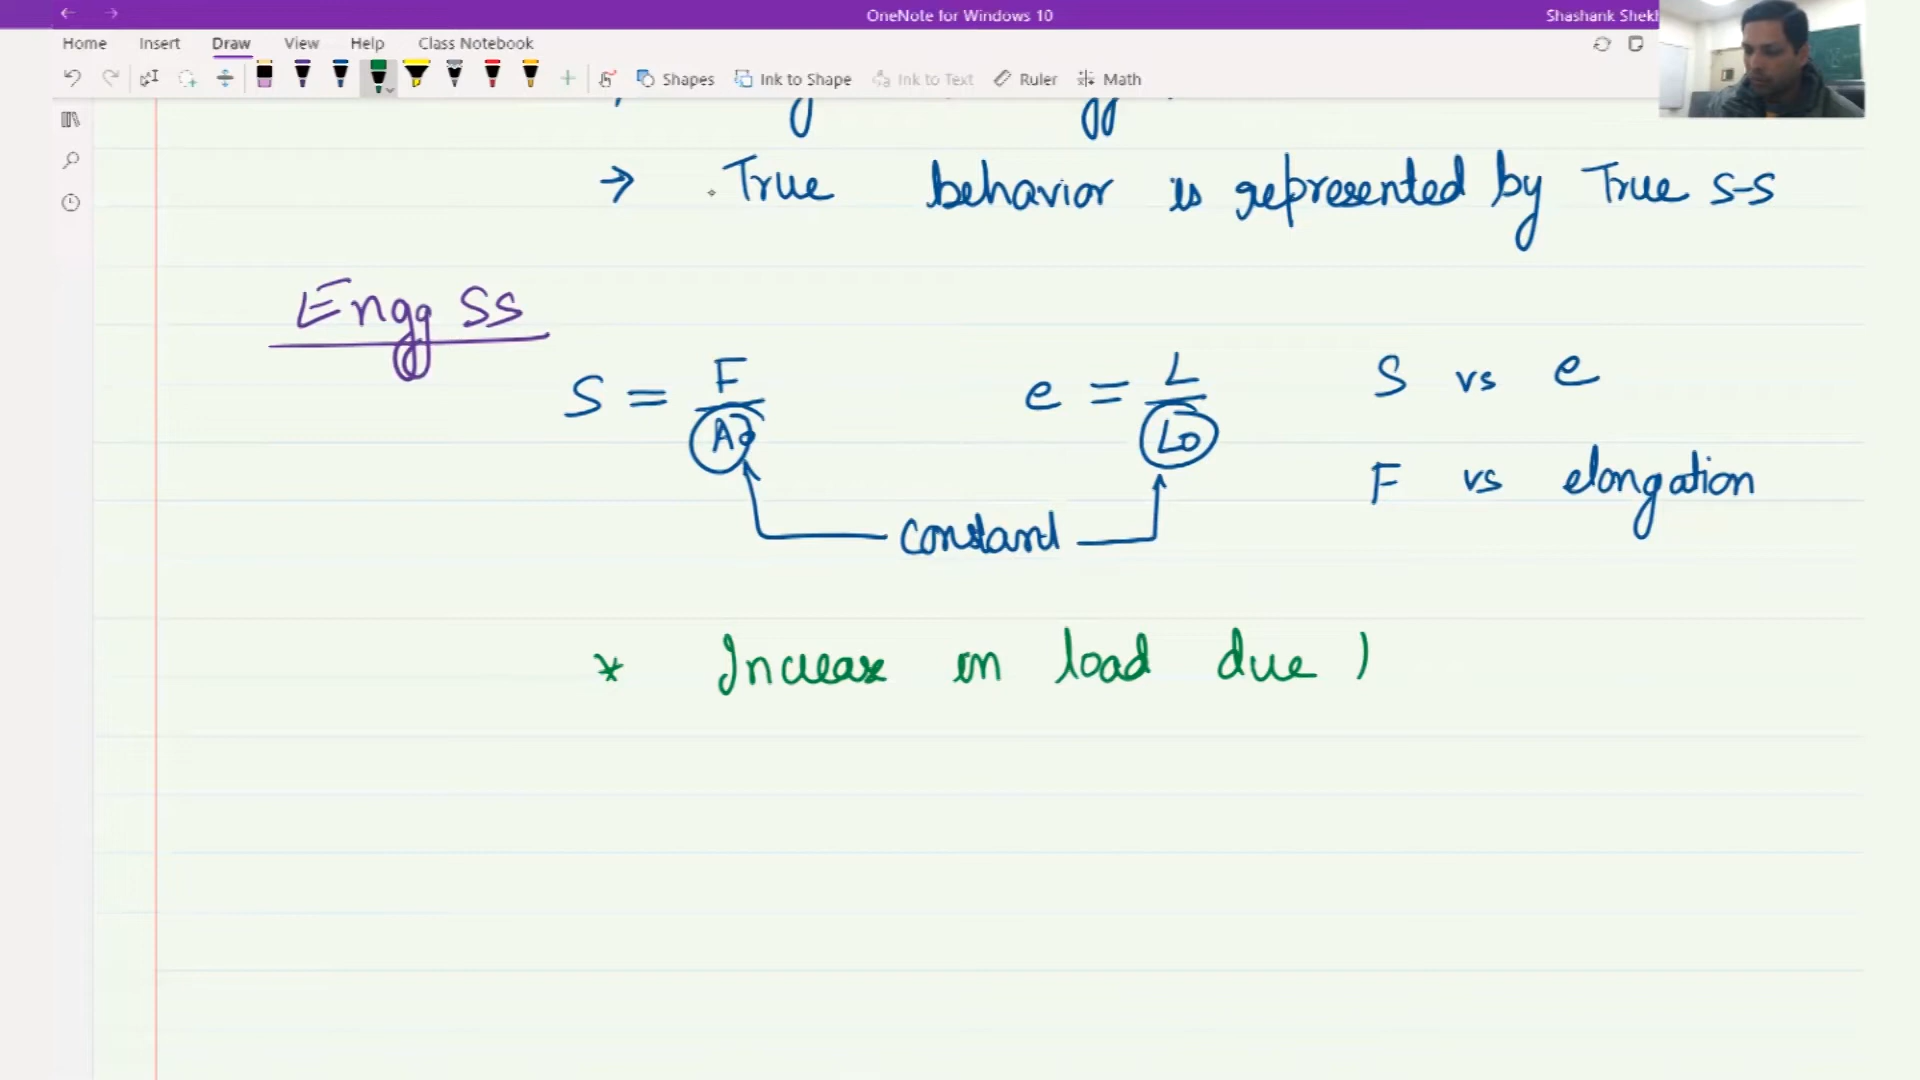 OneNote for Windows 10
Shashank Shekh
Home Insert Draw View Help Class Notebook
Shapes Ink to Shape Ink to Text Ruler Math
→ True behavior is represented by True s-s
Engg SS
S = F / A0 e = L / Lo S vs e
F vs elongation
constant
* Increase in load due